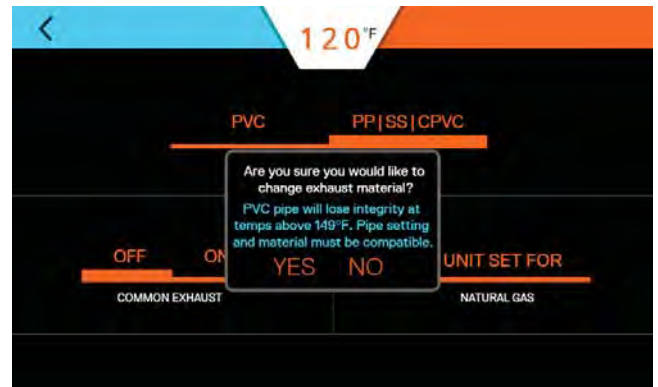 120°F
PVC PP|SS|CPVC
Are you sure you would like to
change exhaust material?
PVC pipe will lose integrity at
temps above 149°F. Pipe setting
and material must be compatible.
YES NO
OFF
UNIT SET FOR
COMMON EXHAUST
NATURAL GAS